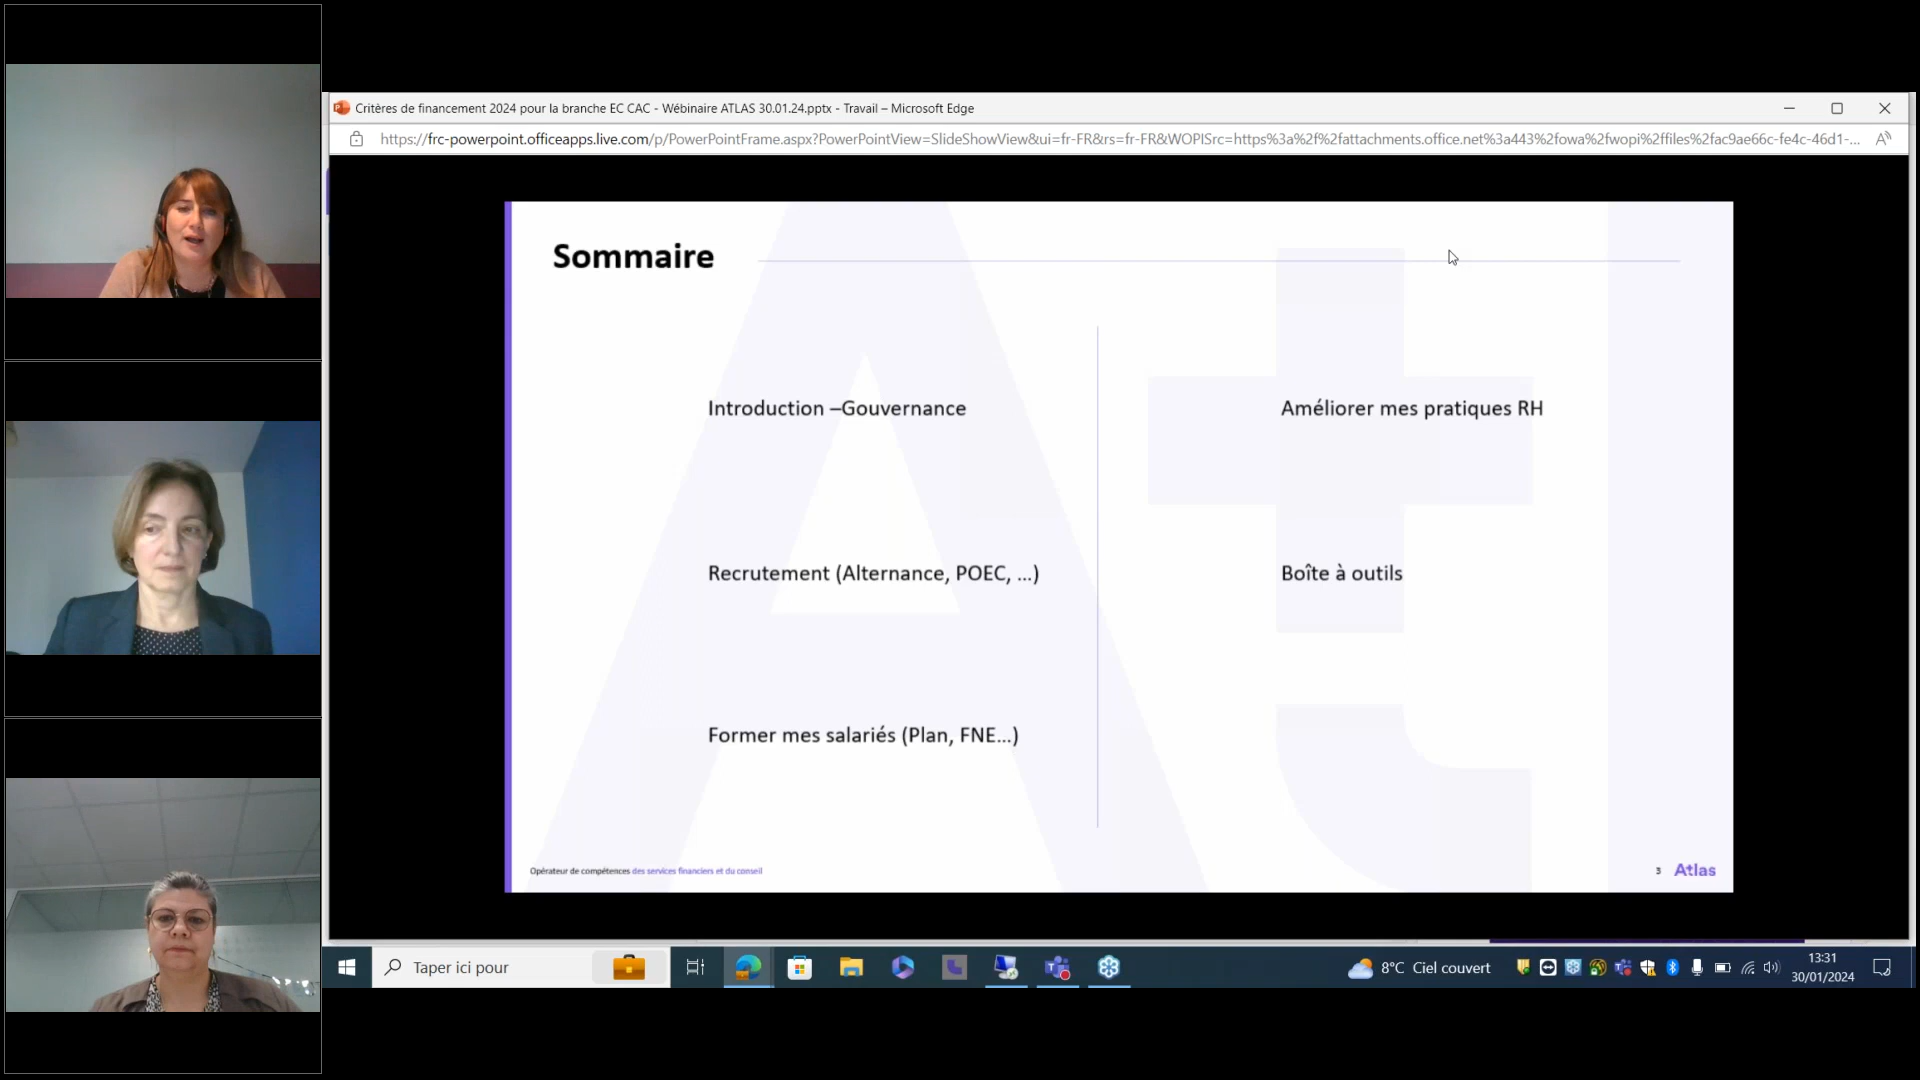 Critères de financement 2024 pour la branche EC CAC - Wébinaire ATLAS 30.01.24.pptx - Travail – Microsoft Edge
https://frc-powerpoint.officeapps.live.com/p/PowerPointFrame.aspx?PowerPointView=SlideShowView&ui=fr-FR&rs=fr-FR&WOPISrc=https%3a%2f%2fattachments.office.net%3a443%2fowa%2fwopi%2ffiles%2fac9ae66c-fe4c-46d1-...
Sommaire
Introduction –Gouvernance
Recrutement (Alternance, POEC, ...)
Former mes salariés (Plan, FNE...)
Améliorer mes pratiques RH
Boîte à outils
Opérateur de compétences des services financiers et du conseil
3
Atlas
Taper ici pour
8°C Ciel couvert
13:31
30/01/2024